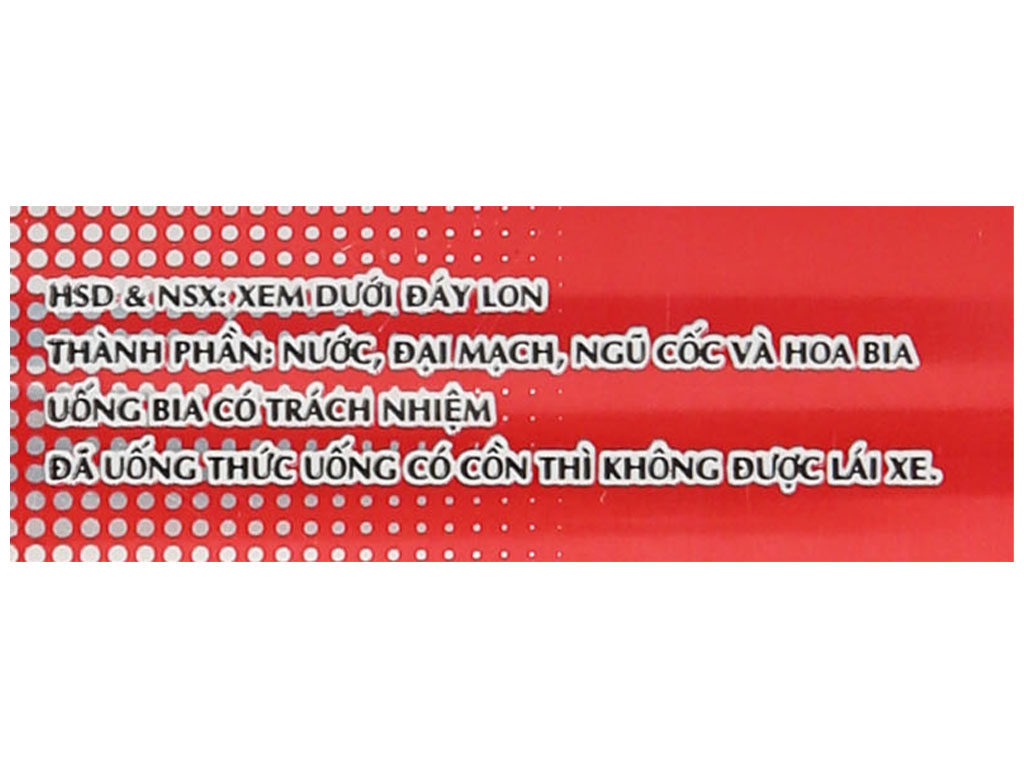 HSD & NSX: XEM DƯỚI ĐÁY LON
THÀNH PHẦN: NƯỚC, ĐẠI MẠCH, NGŨ CỐC VÀ HOA BIA
UỐNG BIA CÓ TRÁCH NHIỆM
ĐÃ UỐNG THỨC UỐNG CÓ CỒN THÌ KHÔNG ĐƯỢC LÁI XE.